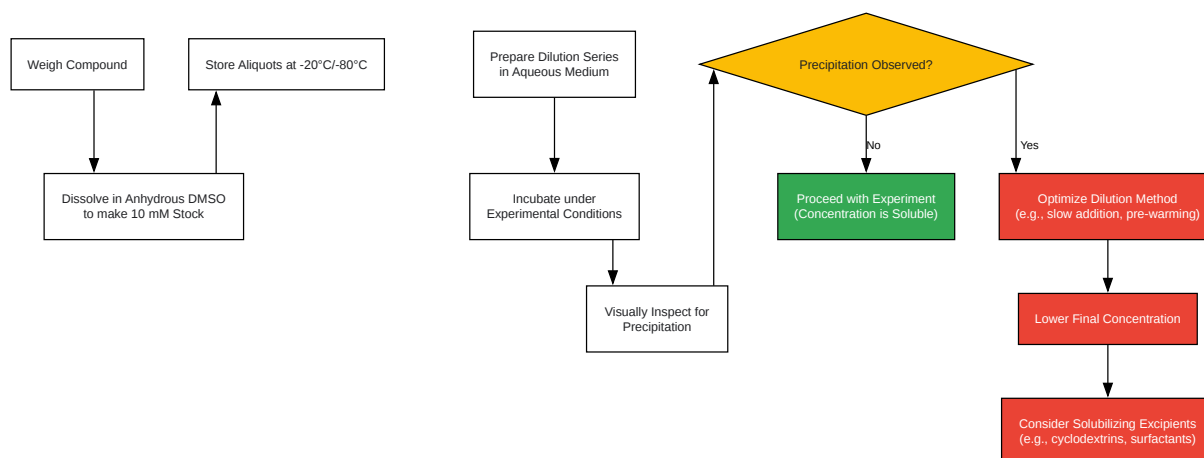 Weigh Compound
Store Aliquots at -20°C/-80°C
Dissolve in Anhydrous DMSO
to make 10 mM Stock
Prepare Dilution Series
in Aqueous Medium
Incubate under
Experimental Conditions
Visually Inspect for
Precipitation
Precipitation Observed?
No
Yes
Proceed with Experiment
(Concentration is Soluble)
Optimize Dilution Method
(e.g., slow addition, pre-warming)
Lower Final Concentration
Consider Solubilizing Excipients
(e.g., cyclodextrins, surfactants)